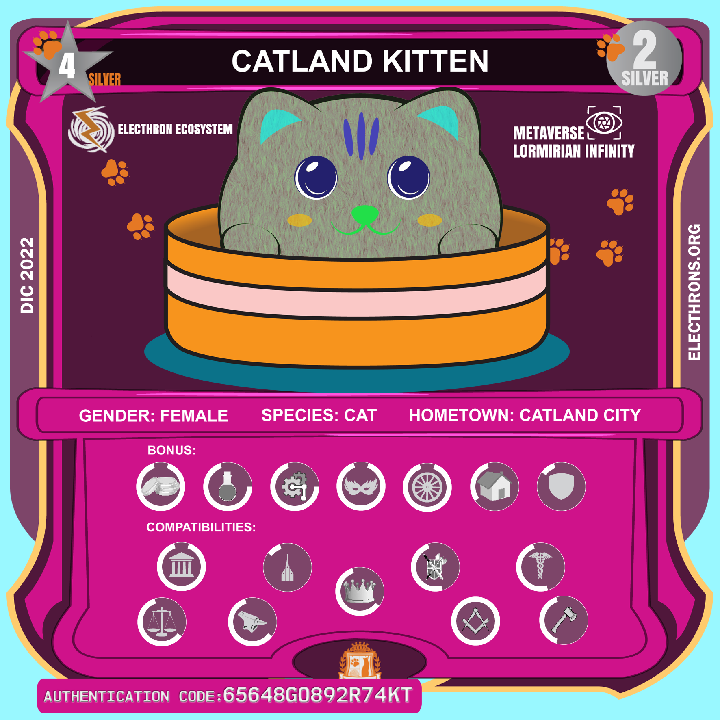 CATLAND KITTEN
4
SILVER
2
SILVER
ELECTHRON ECOSYSTEM
METAVERSE
LORMIRIAN INFINITY
DIC 2022
ELECTHRONS.ORG
GENDER: FEMALE SPECIES: CAT HOMETOWN: CATLAND CITY
BONUS:
COMPATIBILITIES:
AUTHENTICATION CODE:65648GO892R74KT